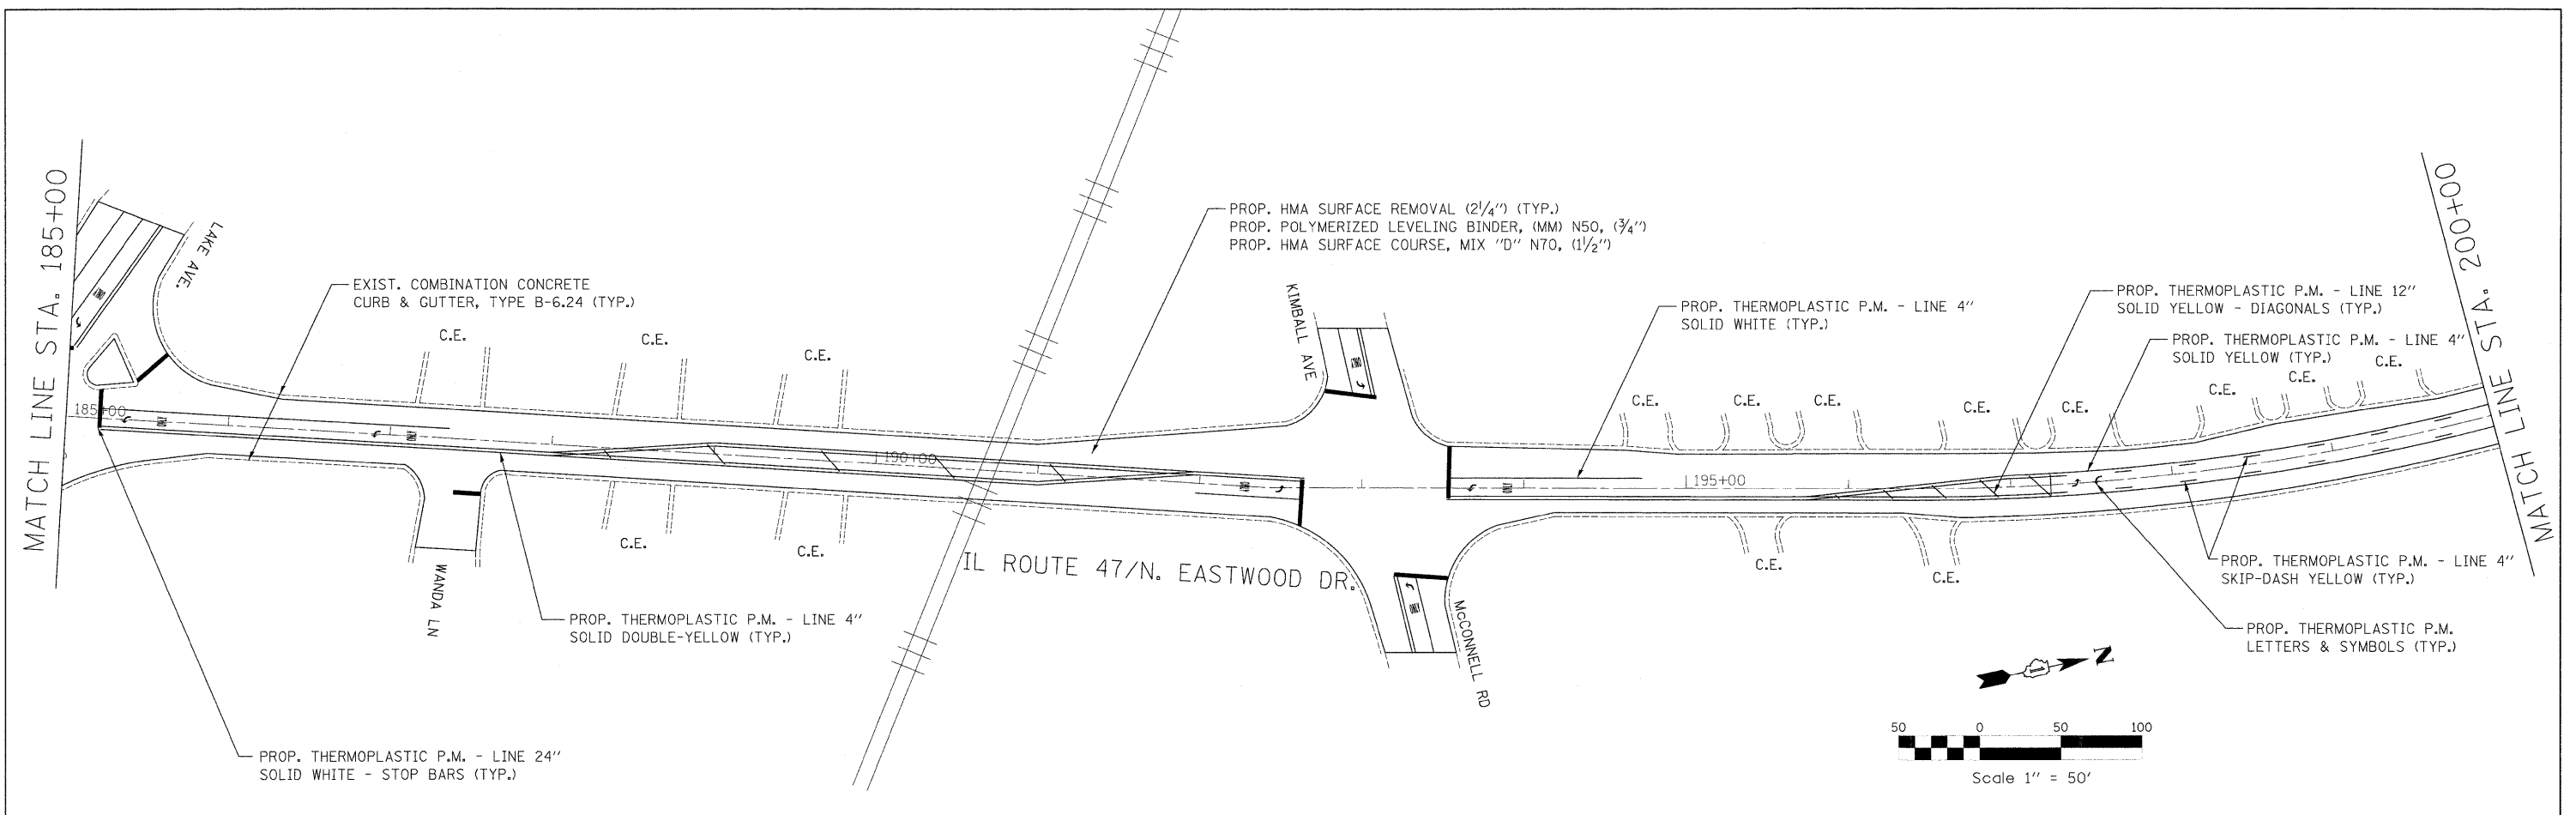 MATCH LINE STA. 185+00
LAKE AVE.
EXIST. COMBINATION CONCRETE
CURB & GUTTER, TYPE B-6.24 (TYP.)
C.E.
C.E.
C.E.
185+00
WANDA LN
PROP. THERMOPLASTIC P.M. - LINE 24"
SOLID WHITE - STOP BARS (TYP.)
PROP. THERMOPLASTIC P.M. - LINE 4"
SOLID DOUBLE-YELLOW (TYP.)
C.E.
C.E.
190+00
IL ROUTE 47/N. EASTWOOD DR.
PROP. HMA SURFACE REMOVAL (2¼") (TYP.)
PROP. POLYMERIZED LEVELING BINDER, (MM) N50, (¾")
PROP. HMA SURFACE COURSE, MIX "D" N70, (1½")
KIMBALL AVE
McCONNELL RD
PROP. THERMOPLASTIC P.M. - LINE 4"
SOLID WHITE (TYP.)
PROP. THERMOPLASTIC P.M. - LINE 12"
SOLID YELLOW - DIAGONALS (TYP.)
PROP. THERMOPLASTIC P.M. - LINE 4"
SOLID YELLOW (TYP.)
C.E.
C.E.
C.E.
C.E.
C.E.
C.E.
C.E.
C.E.
195+00
C.E.
C.E.
PROP. THERMOPLASTIC P.M. - LINE 4"
SKIP-DASH YELLOW (TYP.)
PROP. THERMOPLASTIC P.M.
LETTERS & SYMBOLS (TYP.)
MATCH LINE STA. 200+00
N
50 0 50 100
Scale 1" = 50'